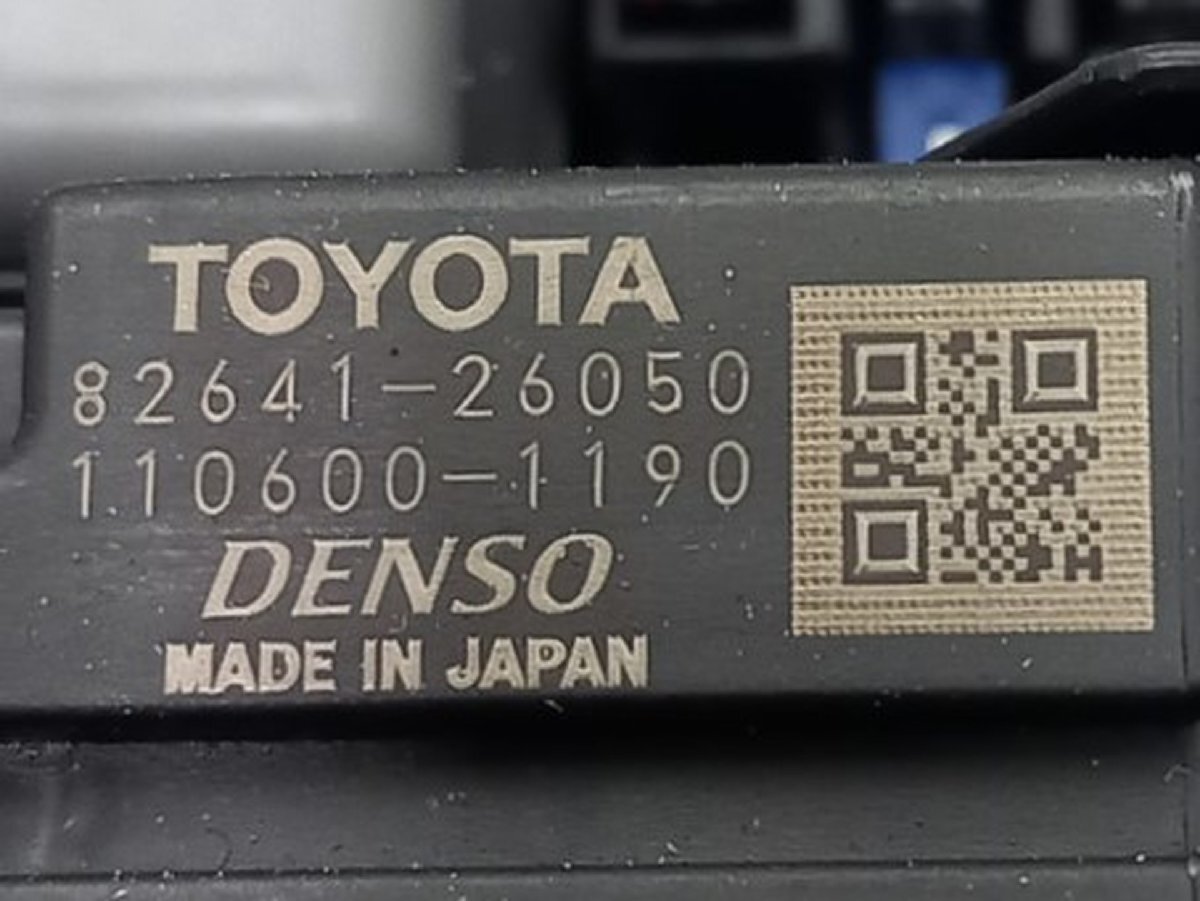 TOYOTA
82641-26050
110600-1190
DENSO
MADE IN JAPAN